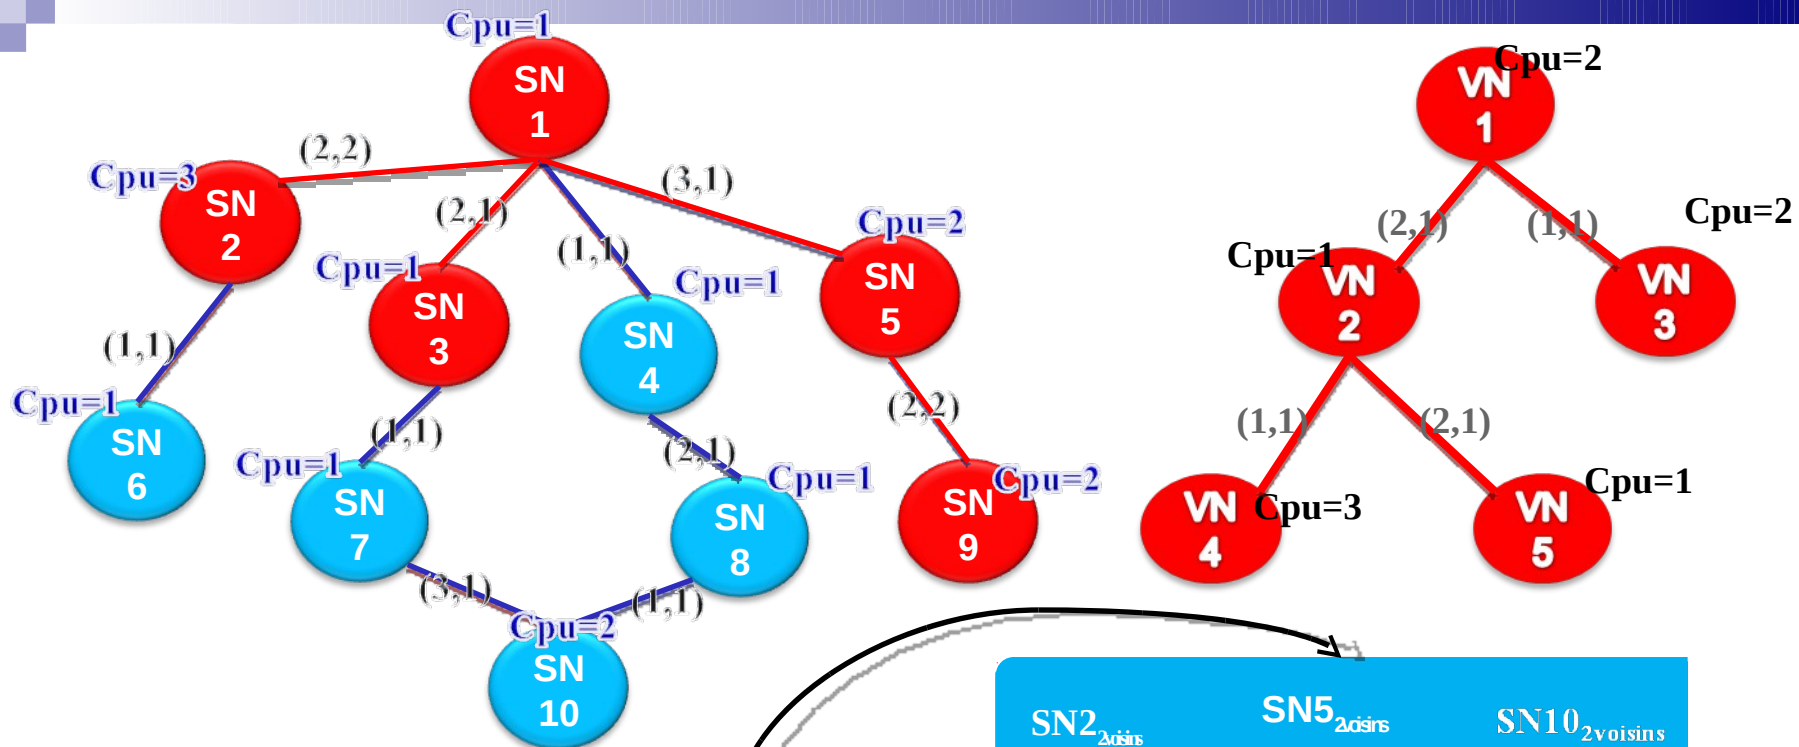 Cpu=1
SN
1
(2,2)
Cpu=3
SN
2
(2,1)
(3,1)
(1,1)
Cpu=2
SN
5
Cpu=1
SN
3
Cpu=1
SN
4
(1,1)
Cpu=1
SN
6
(1,1)
Cpu=1
SN
7
(2,1)
Cpu=1
SN
8
(2,2)
Cpu=2
SN
9
(3,1)
(1,1)
Cpu=2
SN
10
Cpu=2
VN
1
(2,1)
(1,1)
Cpu=2
Cpu=1
VN
2
VN
3
(1,1)
(2,1)
VN
4
Cpu=3
Cpu=1
VN
5
SN2 2voisins
SN5 2voisins
SN10 2voisins